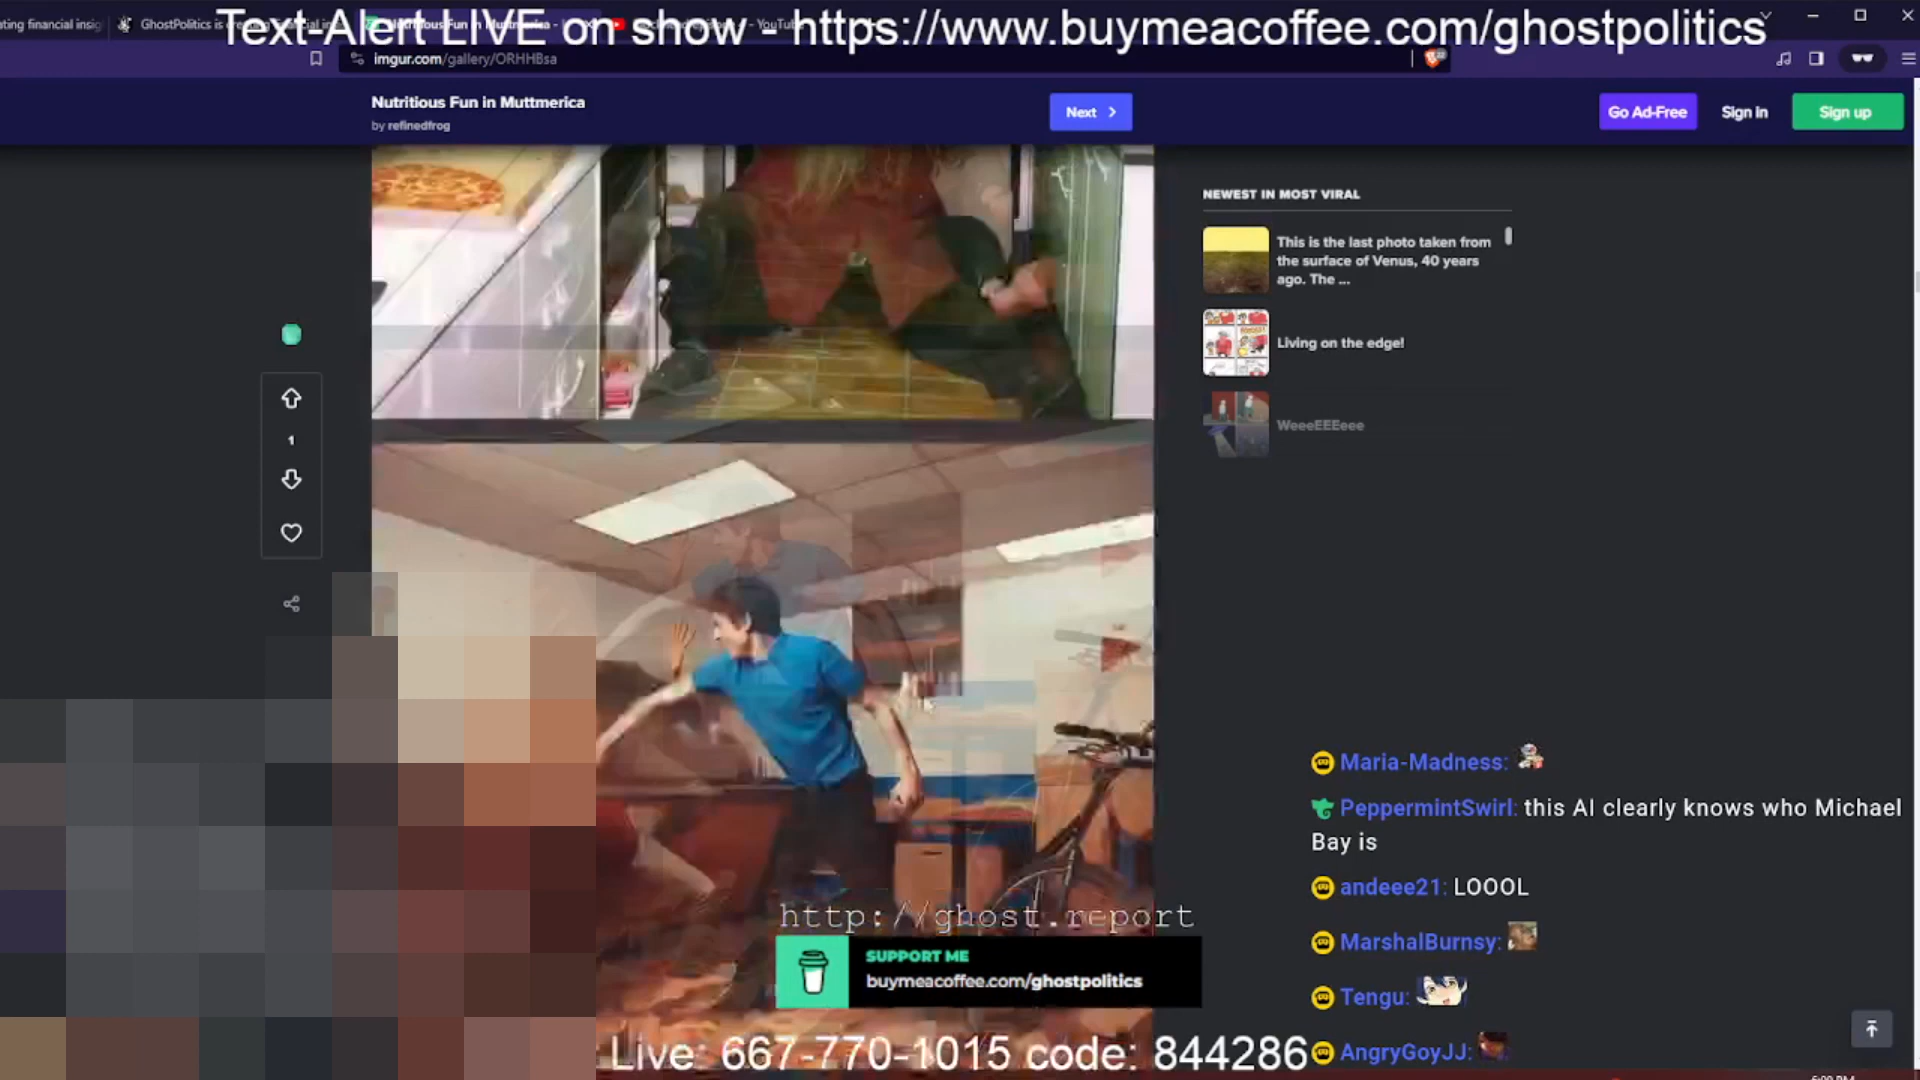 Text-Alert LIVE on show - https://www.buymeacoffee.com/ghostpolitics
imgur.com/gallery/ORHHBsa
Nutritious Fun in Muttmerica
by refinedfrog
Next
Go Ad-Free
Sign in
Sign up
NEWEST IN MOST VIRAL
This is the last photo taken from
the surface of Venus, 40 years
ago. The ...
Living on the edge!
WeeeEEEeee
1
Maria-Madness:
PeppermintSwirl: this AI clearly knows who Michael
Bay is
andeee21: LOOOL
MarshalBurnsy:
Tengu:
AngryGoyJJ:
http://ghost.report
SUPPORT ME
buymeacoffee.com/ghostpolitics
Live: 667-770-1015 code: 844286